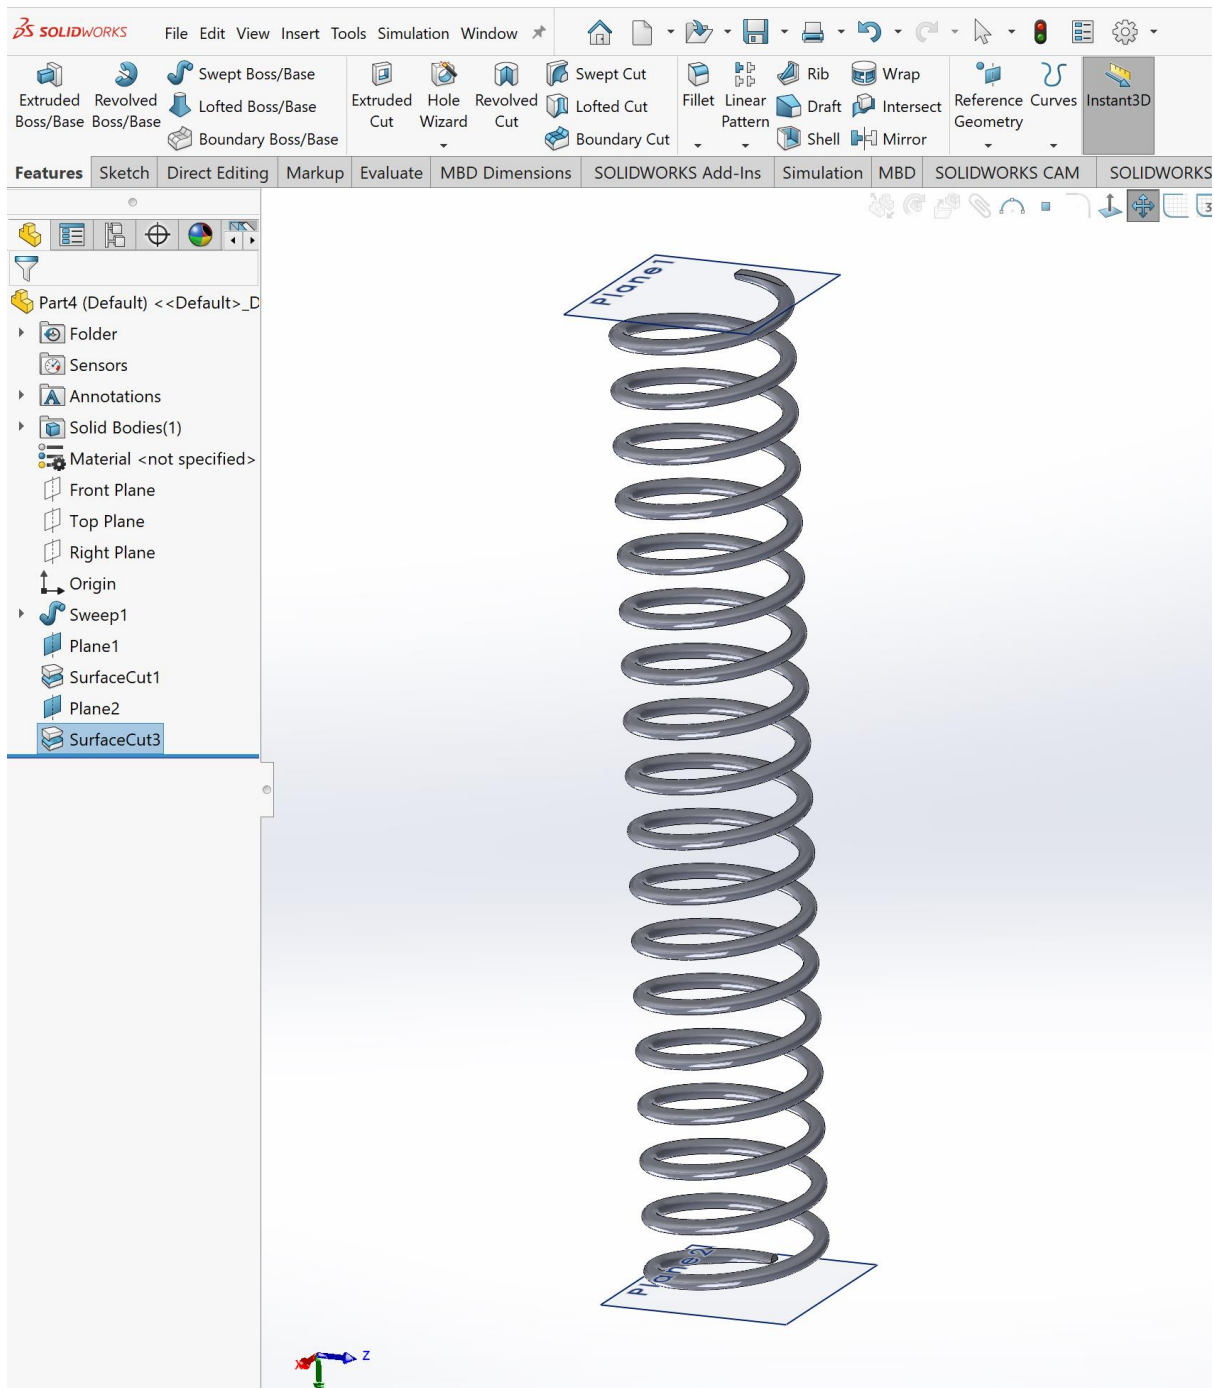 SOLIDWORKS File Edit View Insert Tools Simulation Window
Extruded Boss/Base
Revolved Boss/Base
Swept Boss/Base
Lofted Boss/Base
Boundary Boss/Base
Extruded Cut
Hole Wizard
Revolved Cut
Swept Cut
Lofted Cut
Boundary Cut
Fillet
Linear Pattern
Rib
Draft
Shell
Wrap
Intersect
Mirror
Reference Geometry
Curves
Instant3D
Features Sketch Direct Editing Markup Evaluate MBD Dimensions SOLIDWORKS Add-Ins Simulation MBD SOLIDWORKS CAM SOLIDWORKS
Part4 (Default) <<Default>_D
Folder
Sensors
Annotations
Solid Bodies(1)
Material <not specified>
Front Plane
Top Plane
Right Plane
Origin
Sweep1
Plane1
SurfaceCut1
Plane2
SurfaceCut3
Plane1
Plane2
X
Z